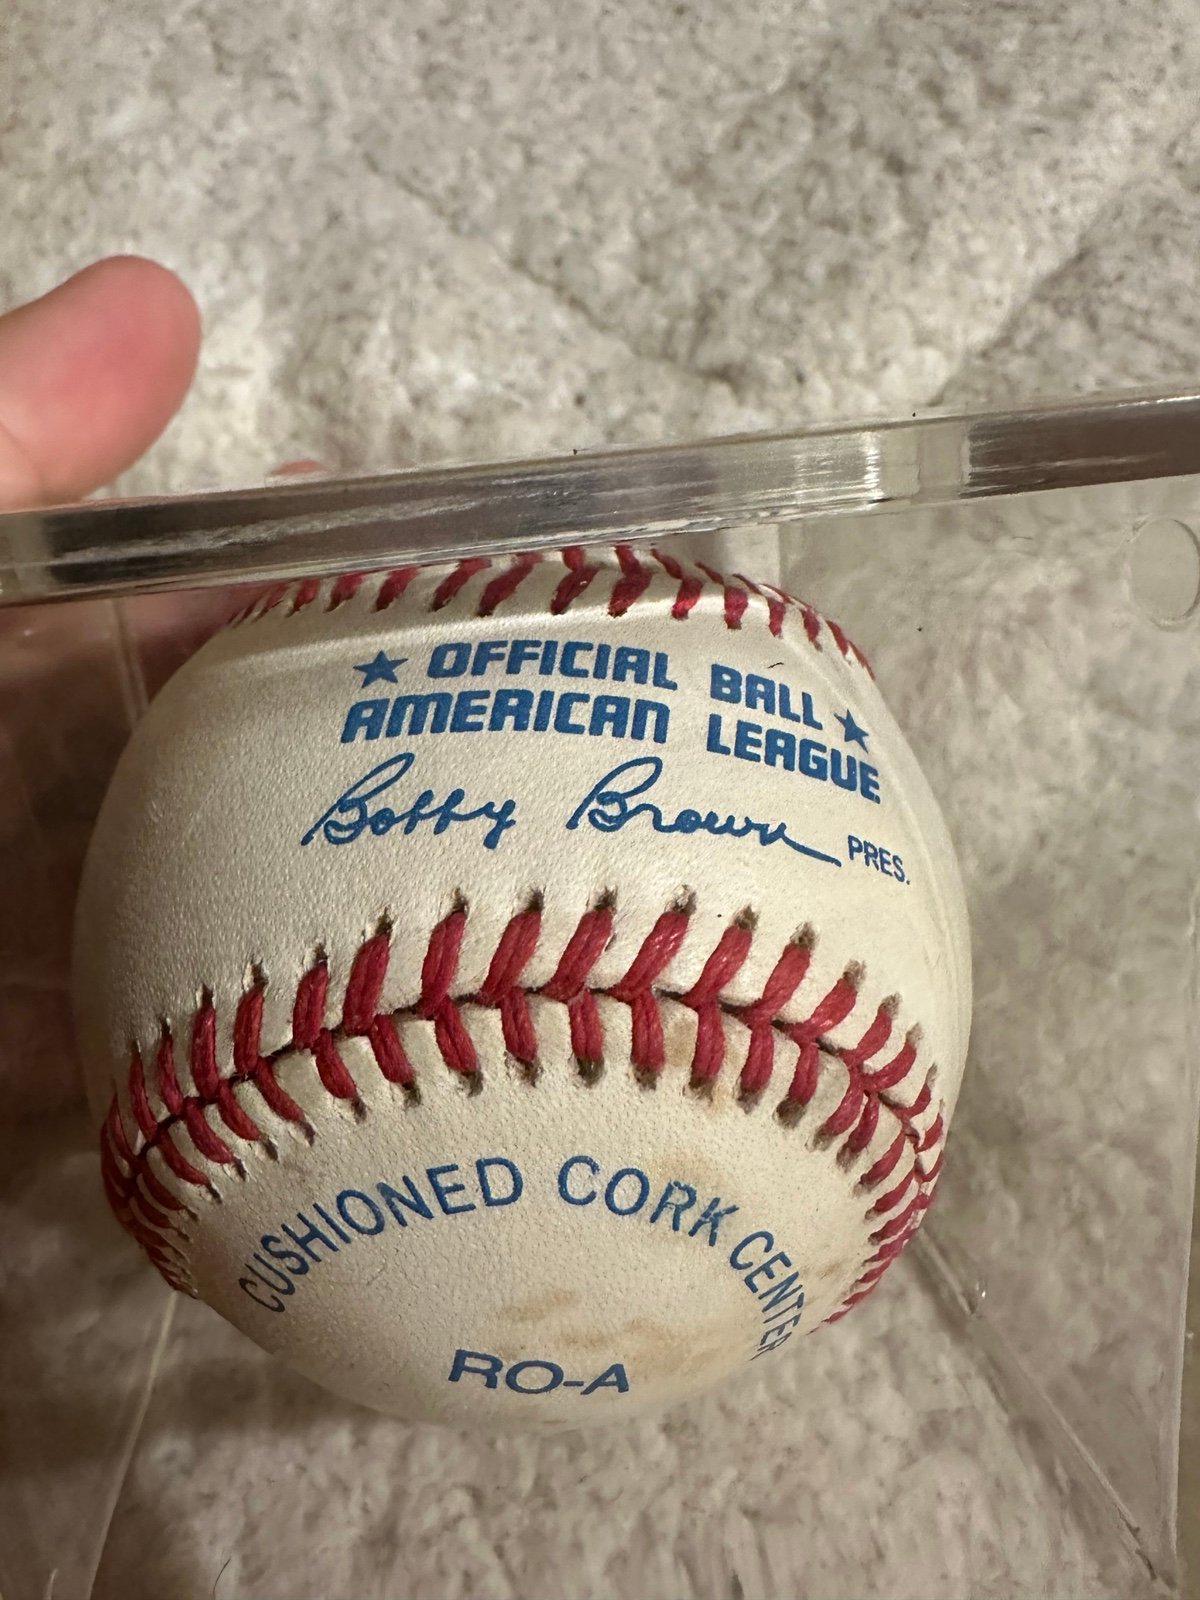 ★ OFFICIAL BALL ★
AMERICAN LEAGUE
Bobby Brown PRES.
CUSHIONED CORK CENTER
RO-A